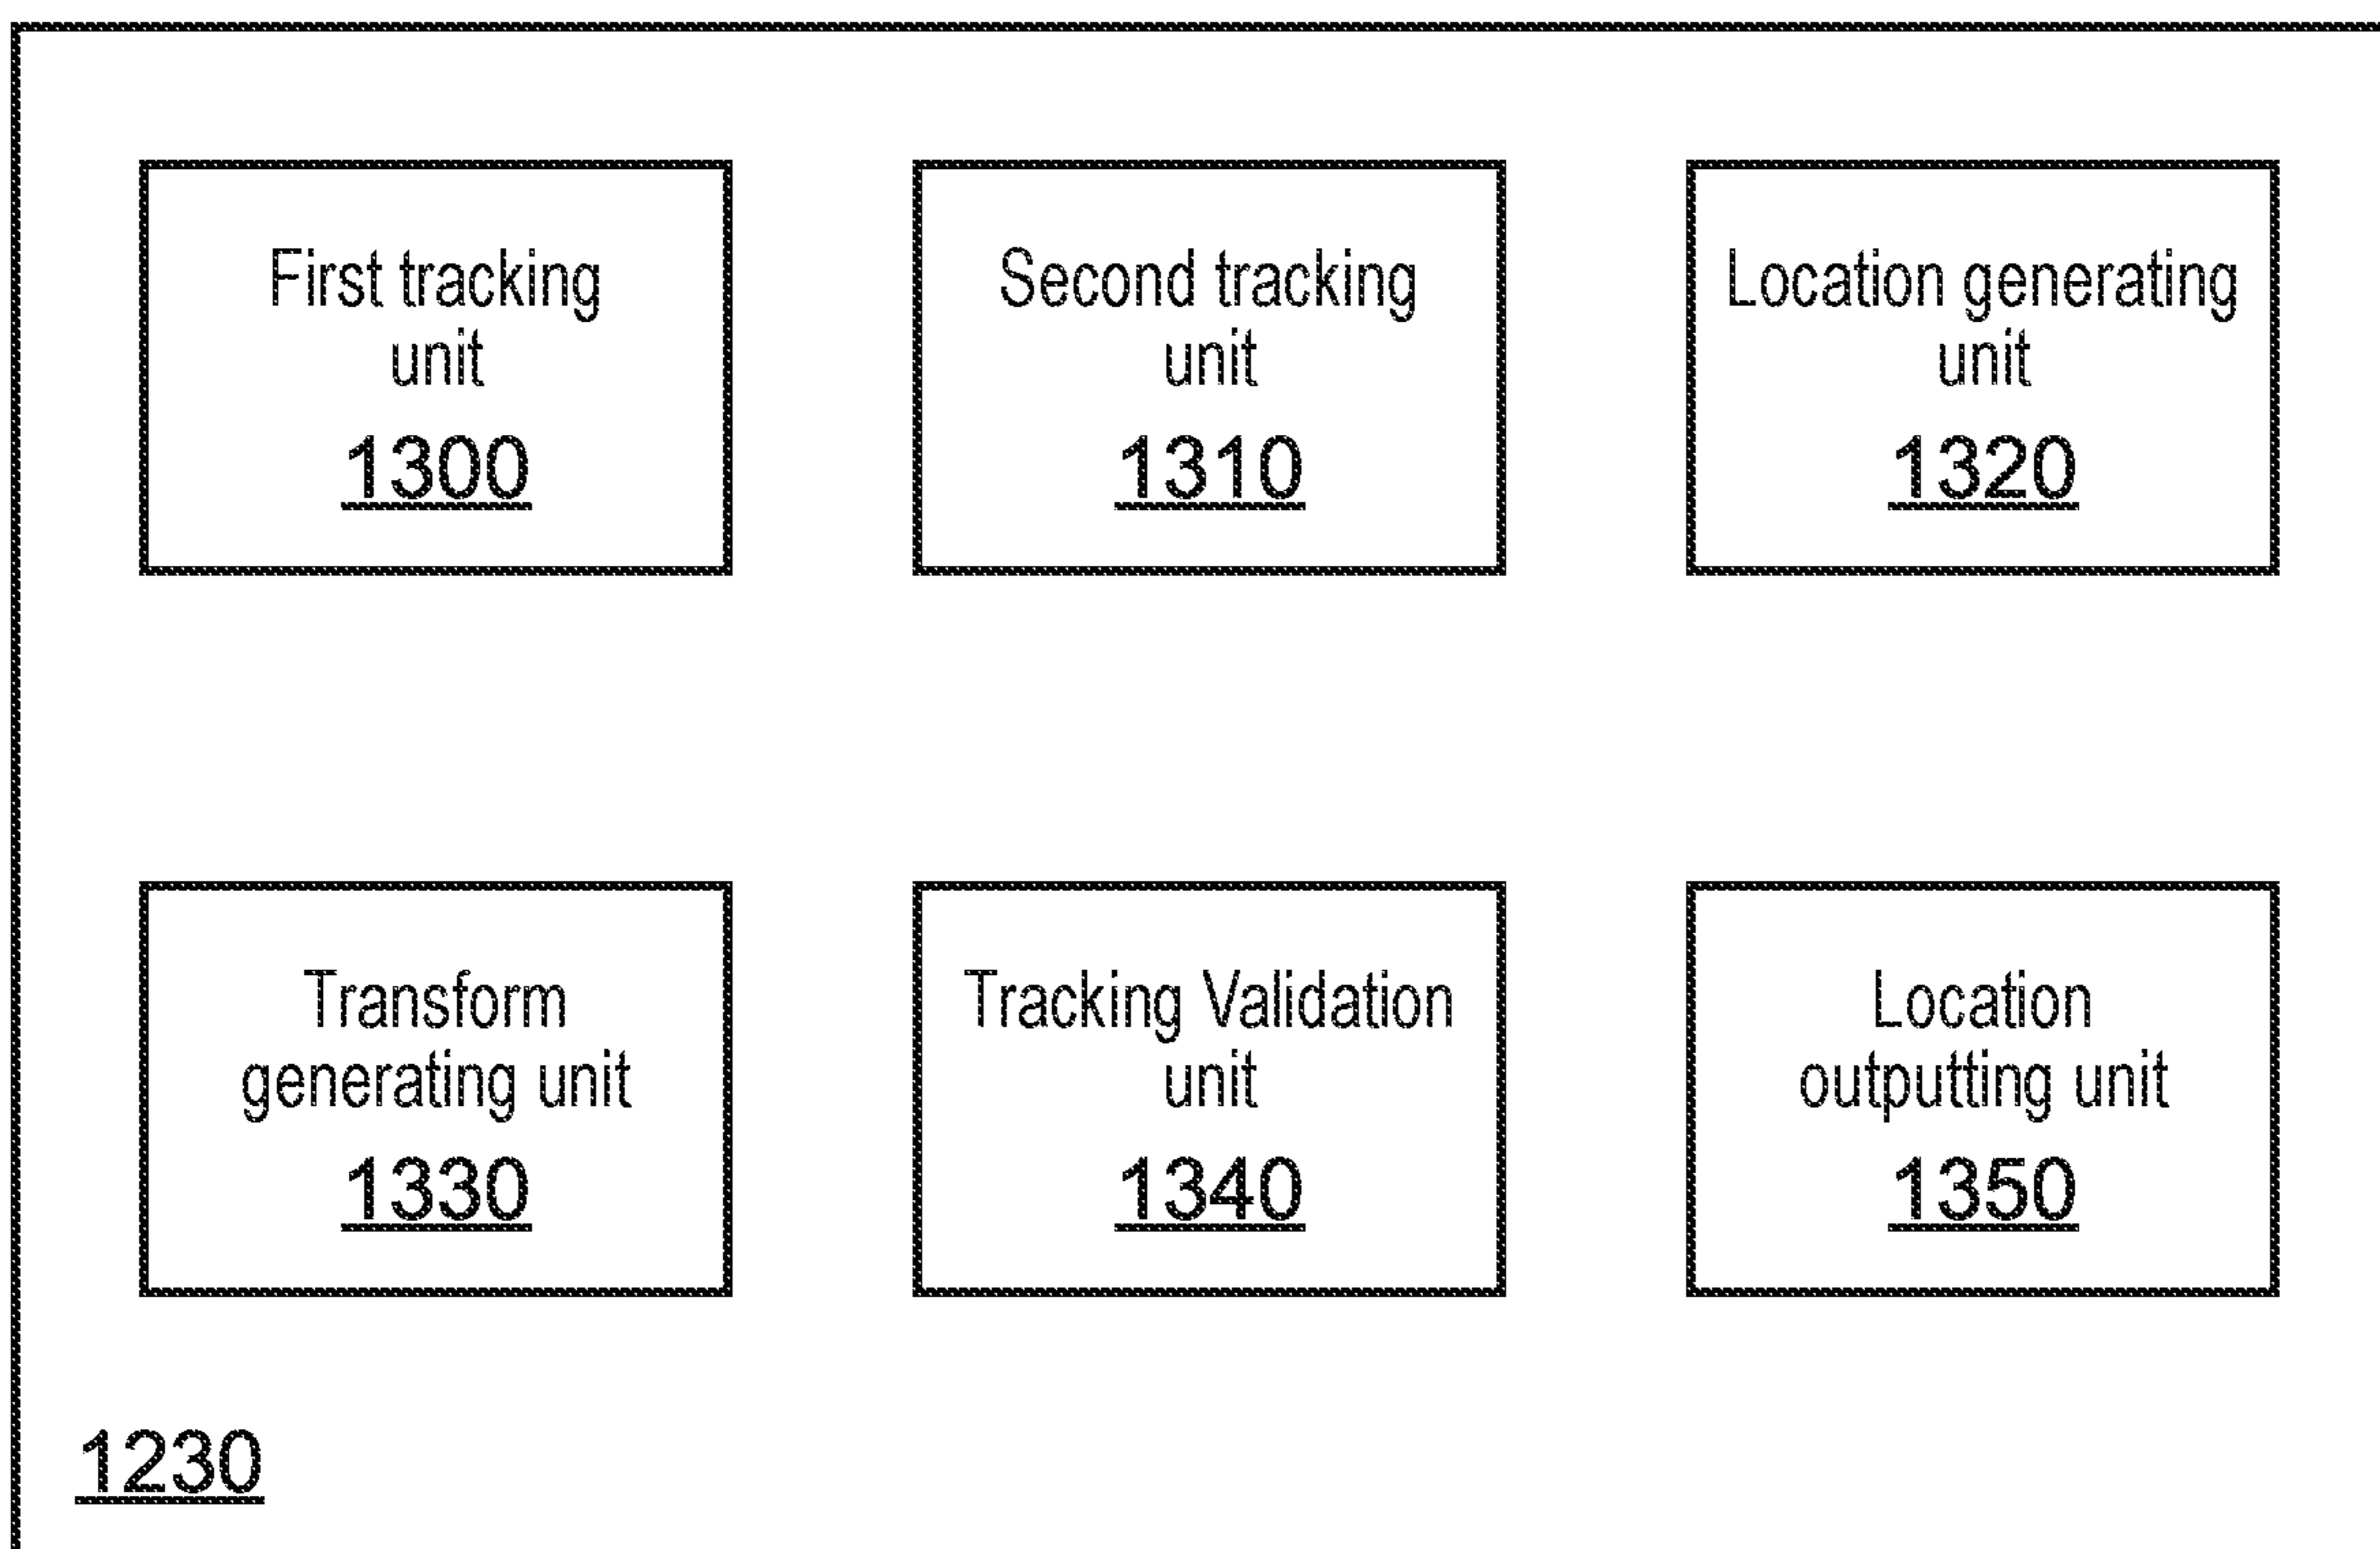 First tracking
unit
1300
Second tracking
unit
1310
Location generating
unit
1320
Transform
generating unit
1330
Tracking Validation
unit
1340
Location
outputting unit
1350
1230